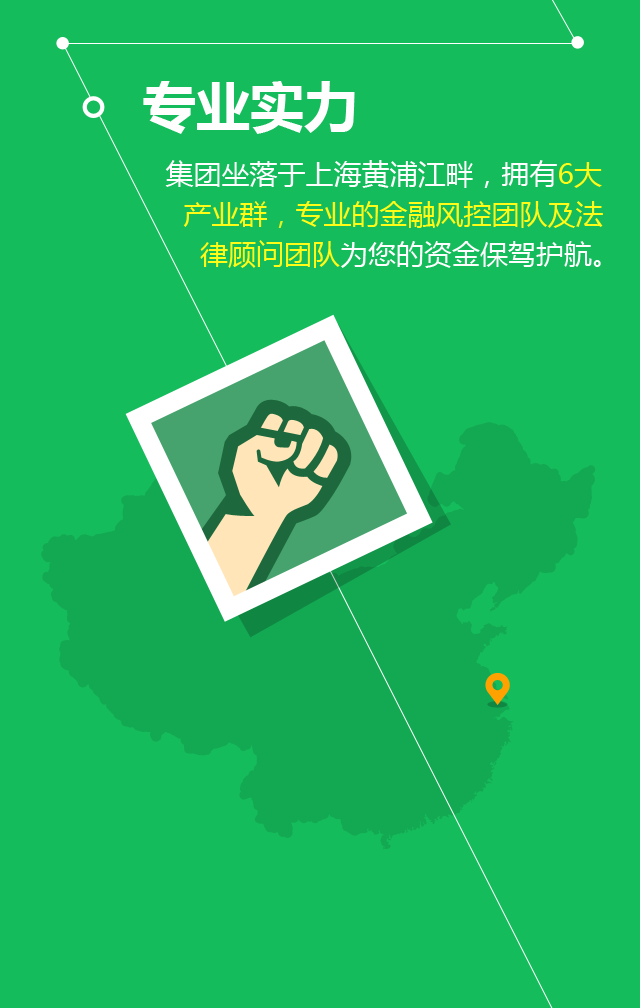 专业实力
集团坐落于上海黄浦江畔，拥有6大
产业群，专业的金融风控团队及法
律顾问团队为您的资金保驾护航。